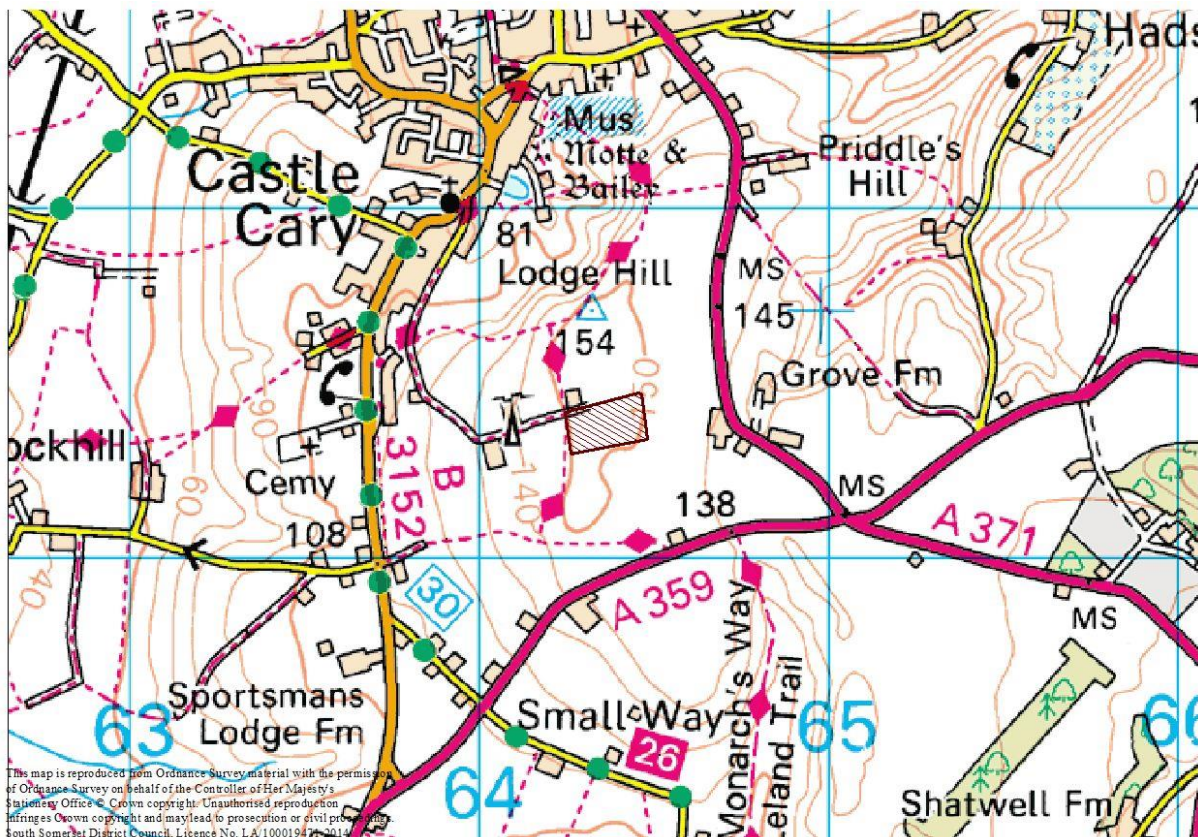 Hads
Mus
Motte &
Bailey
Priddle's
Hill
Castle
Cary
81
Lodge Hill
MS
145
154
Grove Fm
90
150
ockhill
Cemy
60
B
3152
140
MS
138
108
A 371
40
30
A 359
MS
Monarch's Way
Leland Trail
Sportsmans
Lodge Fm
Small Way
26
63
64
65
66
Shatwell Fm
This map is reproduced from Ordnance Survey material with the permission
of Ordnance Survey on behalf of the Controller of Her Majesty's
Stationery Office © Crown copyright. Unauthorised reproduction
infringes Crown copyright and may lead to prosecution or civil proceedings.
South Somerset District Council, Licence No. LA/100019471-2014